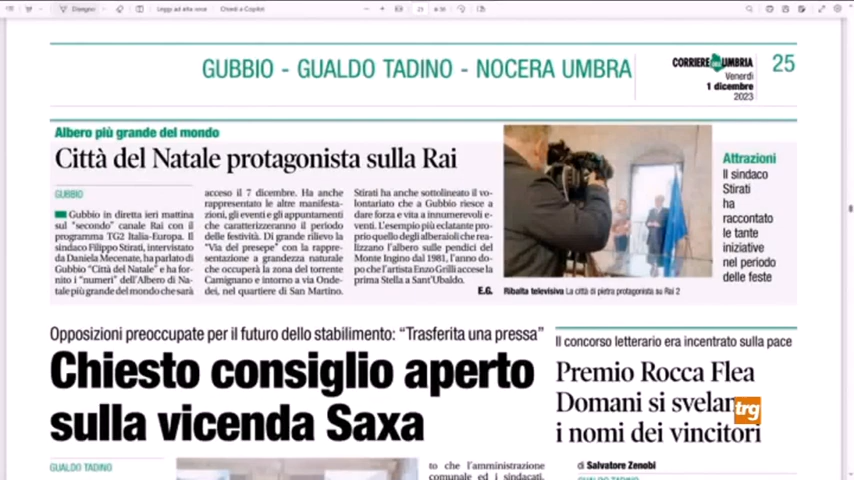 Disegno
Leggi ad alta voce
Chiedi a Copilot
25
GUBBIO - GUALDO TADINO - NOCERA UMBRA
CORRIERE DELL'UMBRIA
25
Venerdì
1 dicembre
2023
Albero più grande del mondo
Città del Natale protagonista sulla Rai
GUBBIO
Gubbio in diretta ieri mattina
sul "secondo" canale Rai con il
programma TG2 Italia-Europa. Il
sindaco Filippo Stirati, intervistato
da Daniela Mecenate, ha parlato di
Gubbio "Città del Natale" e ha for-
nito i "numeri" dell'Albero di Na-
tale più grande del mondo che sarà
acceso il 7 dicembre. Ha anche
rappresentato le altre manifesta-
zioni, gli eventi e gli appuntamenti
che caratterizzeranno il periodo
delle festività. Di grande rilievo la
"Via del presepe" con la rappre-
sentazione a grandezza naturale
che occuperà la zona del torrente
Camignano e intorno a via Onde-
dei, nel quartiere di San Martino.
Stirati ha anche sottolineato il vo-
lontariato che a Gubbio riesce a
dare forza e vita a innumerevoli e-
venti. L'esempio più eclatante pro-
prio quello degli alberaioli che rea-
lizzano l'albero sulle pendici del
Monte Ingino dal 1981, l'anno do-
po che l'artista Enzo Grilli accese la
prima Stella a Sant'Ubaldo.
E.G.
Ribalta televisiva La città di pietra protagonista su Rai 2
Attrazioni
Il sindaco
Stirati
ha
raccontato
le tante
iniziative
nel periodo
delle feste
Opposizioni preoccupate per il futuro dello stabilimento: "Trasferita una pressa"
Chiesto consiglio aperto
sulla vicenda Saxa
GUALDO TADINO
to che l'amministrazione
comunale ed i sindacati,
Il concorso letterario era incentrato sulla pace
Premio Rocca Flea
Domani si svelan
i nomi dei vincitori
trg
di Salvatore Zenobi
GUALDO TADINO